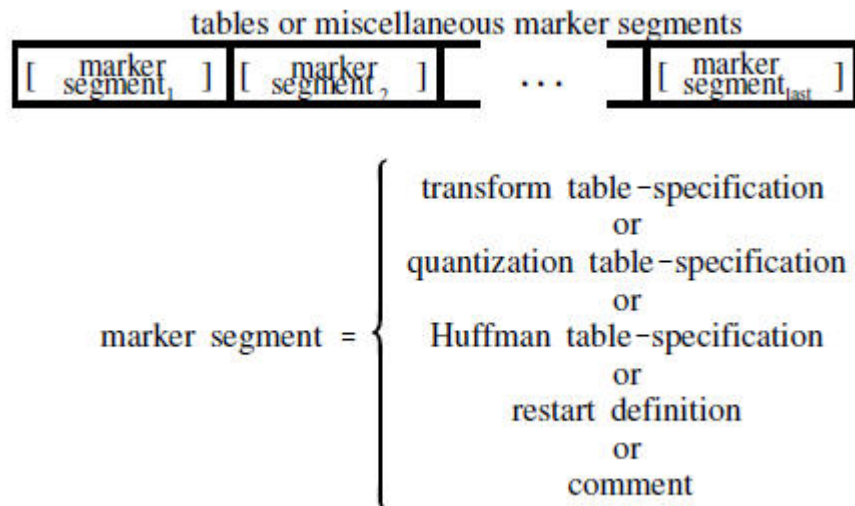 tables or miscellaneous marker segments
[ marker segment1 ] [ marker segment2 ] ... [ marker segmentlast ]
transform table-specification
or
quantization table-specification
or
marker segment = { Huffman table-specification
or
restart definition
or
comment